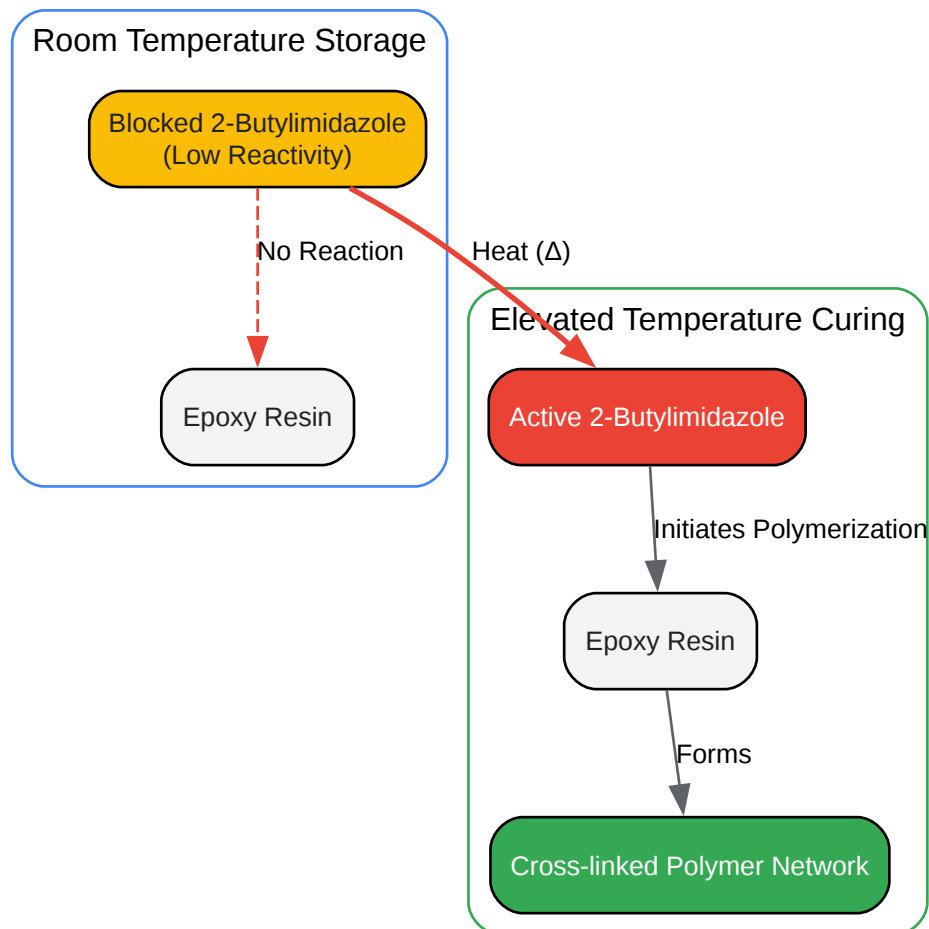 Room Temperature Storage
Blocked 2-Butylimidazole
(Low Reactivity)
No Reaction
Heat (Δ)
Epoxy Resin
Elevated Temperature Curing
Active 2-Butylimidazole
Initiates Polymerization
Epoxy Resin
Forms
Cross-linked Polymer Network